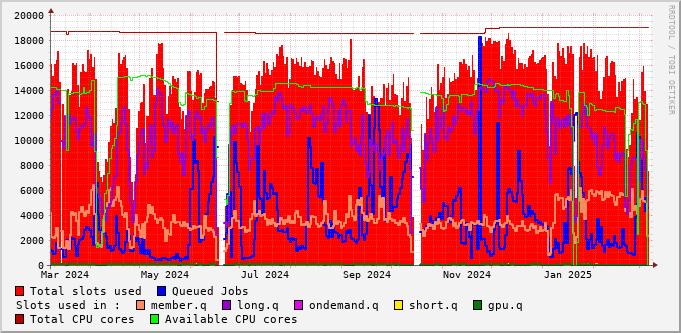 20000
18000
16000
14000
12000
10000
8000
6000
4000
2000
0
Mar 2024 May 2024 Jul 2024 Sep 2024 Nov 2024 Jan 2025
RRDTOOL / TOBI OETIKER
Total slots used Queued Jobs
Slots used in : member.q long.q ondemand.q short.q gpu.q
Total CPU cores Available CPU cores